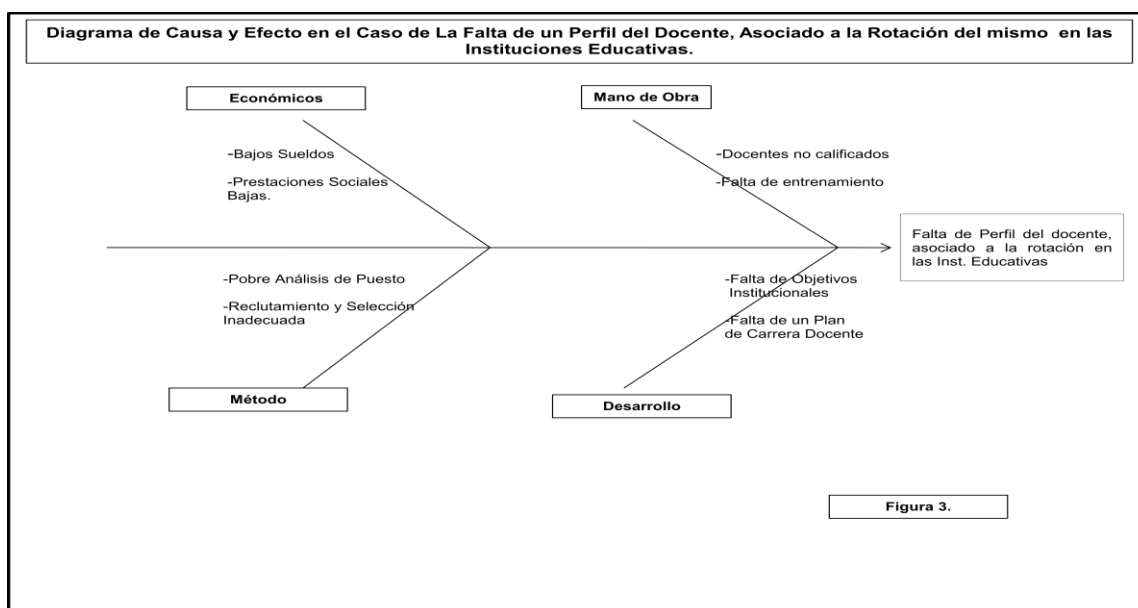 Diagrama de Causa y Efecto en el Caso de La Falta de un Perfil del Docente, Asociado a la Rotación del mismo en las
Instituciones Educativas.
Económicos
Mano de Obra
-Bajos Sueldos
-Prestaciones Sociales
Bajas.
-Docentes no calificados
-Falta de entrenamiento
Falta de Perfil del docente,
asociado a la rotación en
las Inst. Educativas
-Pobre Análisis de Puesto
-Reclutamiento y Selección
Inadecuada
-Falta de Objetivos
Institucionales
-Falta de un Plan
de Carrera Docente
Método
Desarrollo
Figura 3.